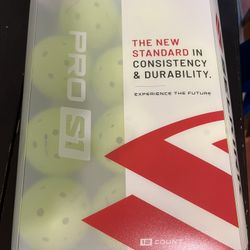 PRO S1
THE NEW
STANDARD IN
CONSISTENCY
& DURABILITY.
EXPERIENCE THE FUTURE
12 COUNT